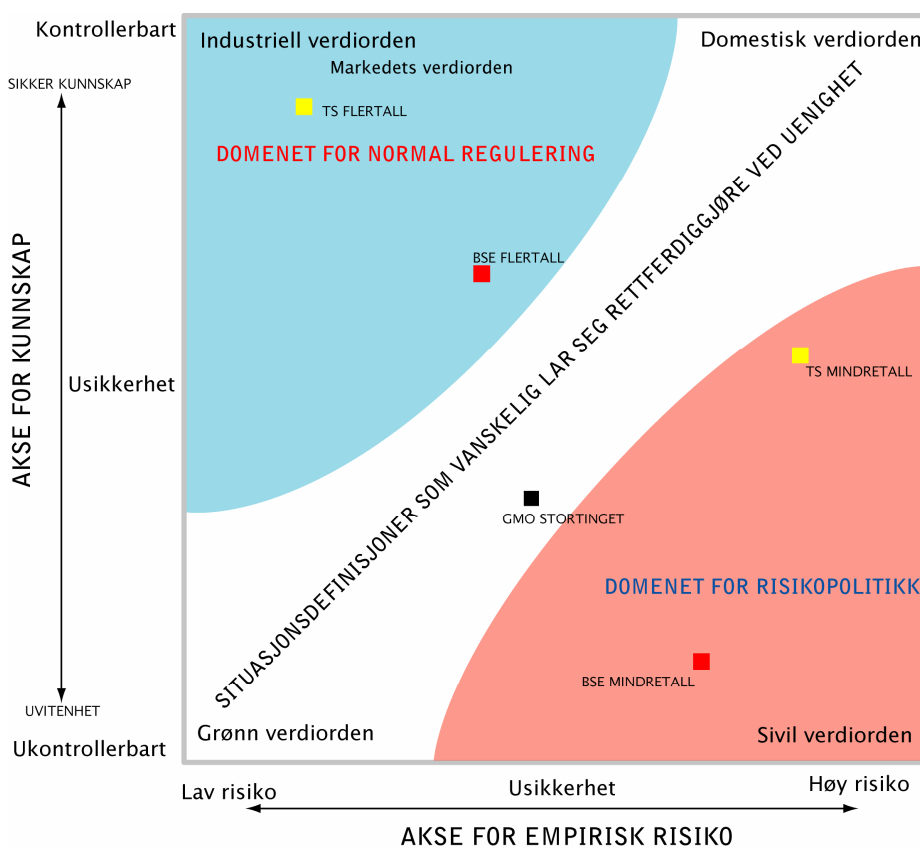 Kontrollerbart
Industriell verdiorden
Domestisk verdiorden
Markedets verdiorden
SIKKER KUNNSKAP
TS FLERTALL
DOMENET FOR NORMAL REGULERING
SITUASJONSDEFINISJONER SOM VANSKELIG LAR SEG RETTFERDIGGJØRE VED UENIGHET
BSE FLERTALL
AKSE FOR KUNNSKAP
Usikkerhet
TS MINDRETALL
GMO STORTINGET
DOMENET FOR RISIKOPOLITIKK
BSE MINDRETALL
UVITENHET
Grønn verdiorden
Sivil verdiorden
Ukontrollerbart
Lav risiko
Usikkerhet
Høy risiko
AKSE FOR EMPIRISK RISIKO